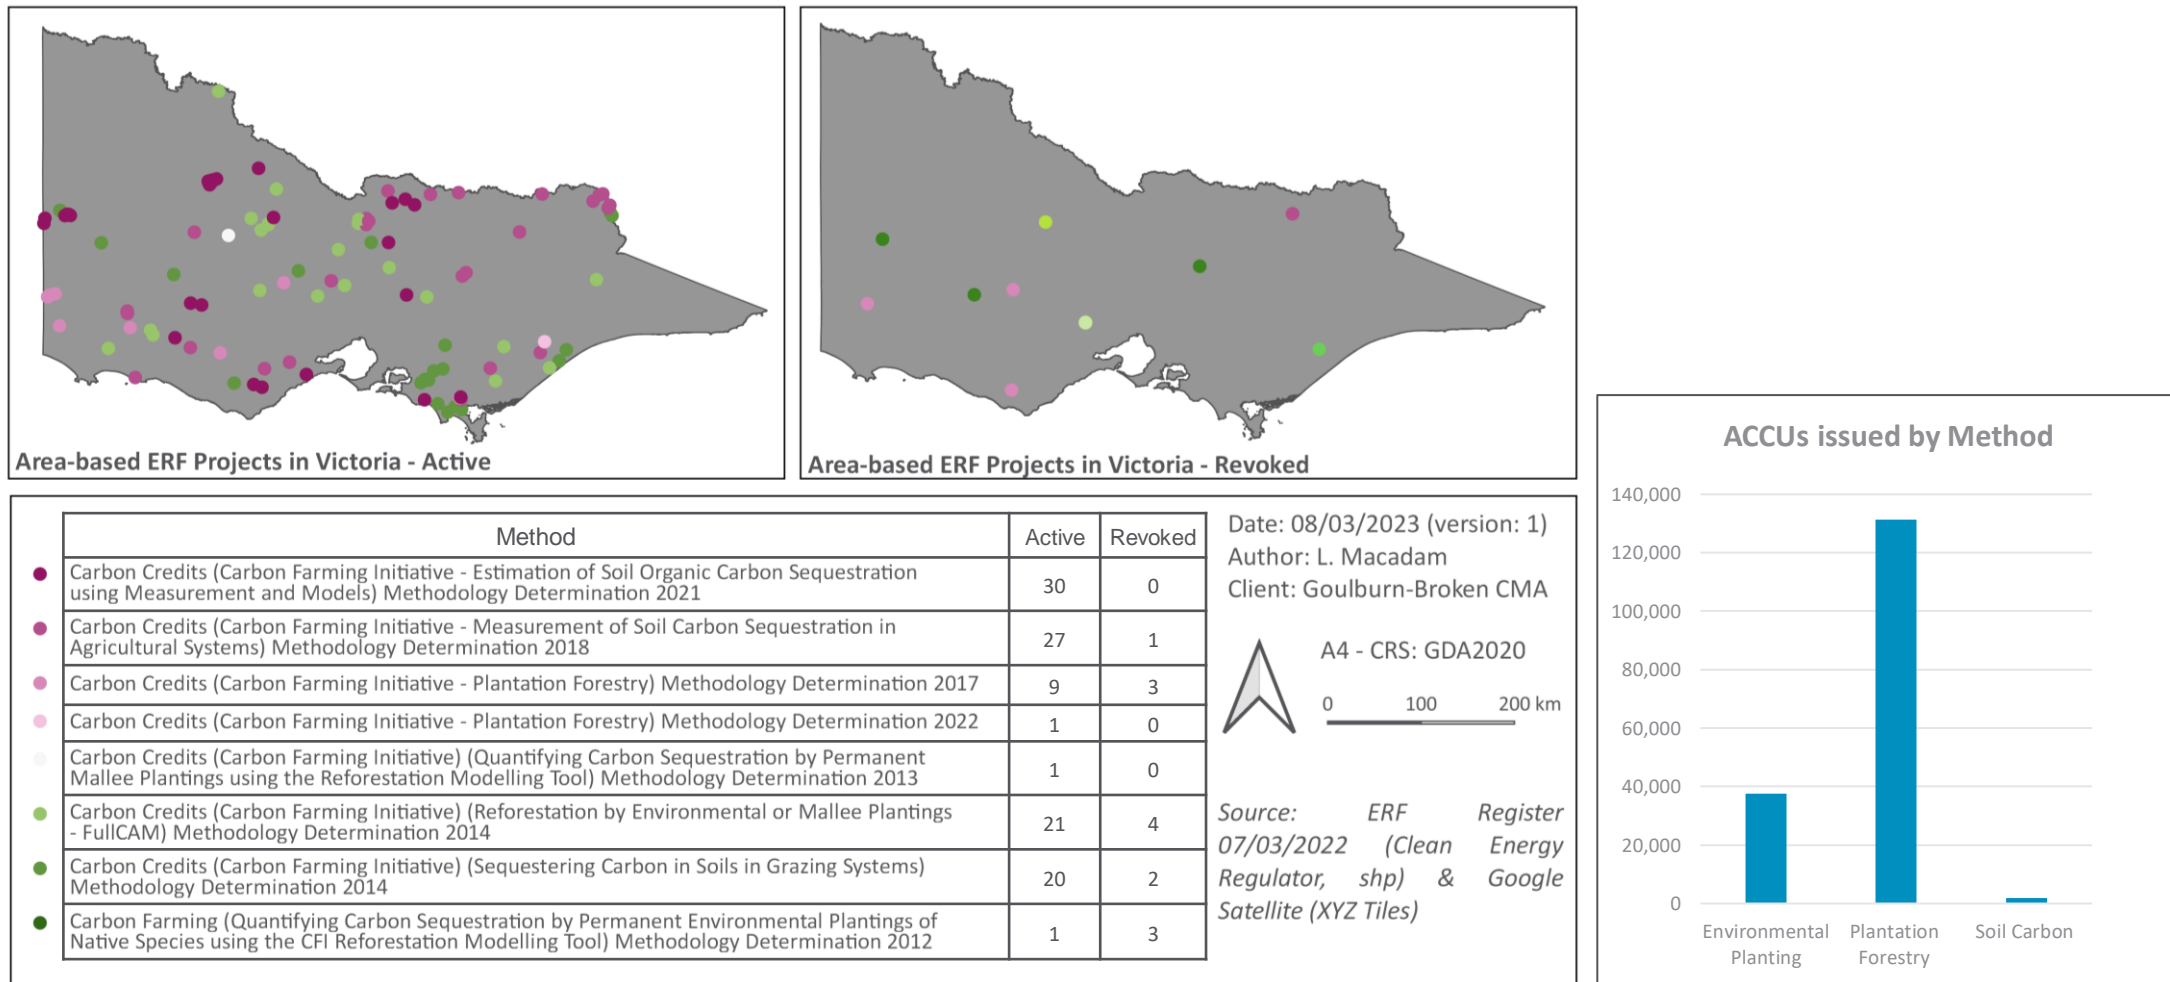 Area-based ERF Projects in Victoria - Active
Area-based ERF Projects in Victoria - Revoked
Method Active Revoked
Carbon Credits (Carbon Farming Initiative - Estimation of Soil Organic Carbon Sequestration
using Measurement and Models) Methodology Determination 2021
30 0
Carbon Credits (Carbon Farming Initiative - Measurement of Soil Carbon Sequestration in
Agricultural Systems) Methodology Determination 2018
27 1
Carbon Credits (Carbon Farming Initiative - Plantation Forestry) Methodology Determination 2017
9 3
Carbon Credits (Carbon Farming Initiative - Plantation Forestry) Methodology Determination 2022
1 0
Carbon Credits (Carbon Farming Initiative) (Quantifying Carbon Sequestration by Permanent
Mallee Plantings using the Reforestation Modelling Tool) Methodology Determination 2013
1 0
Carbon Credits (Carbon Farming Initiative) (Reforestation by Environmental or Mallee Plantings
- FullCAM) Methodology Determination 2014
21 4
Carbon Credits (Carbon Farming Initiative) (Sequestering Carbon in Soils in Grazing Systems)
Methodology Determination 2014
20 2
Carbon Farming (Quantifying Carbon Sequestration by Permanent Environmental Plantings of
Native Species using the CFI Reforestation Modelling Tool) Methodology Determination 2012
1 3
Date: 08/03/2023 (version: 1)
Author: L. Macadam
Client: Goulburn-Broken CMA
A4 - CRS: GDA2020
0 100 200 km
Source: ERF Register
07/03/2022 (Clean Energy
Regulator, shp) & Google
Satellite (XYZ Tiles)
ACCUs issued by Method
140,000
120,000
100,000
80,000
60,000
40,000
20,000
0
Environmental Planting
Plantation Forestry
Soil Carbon